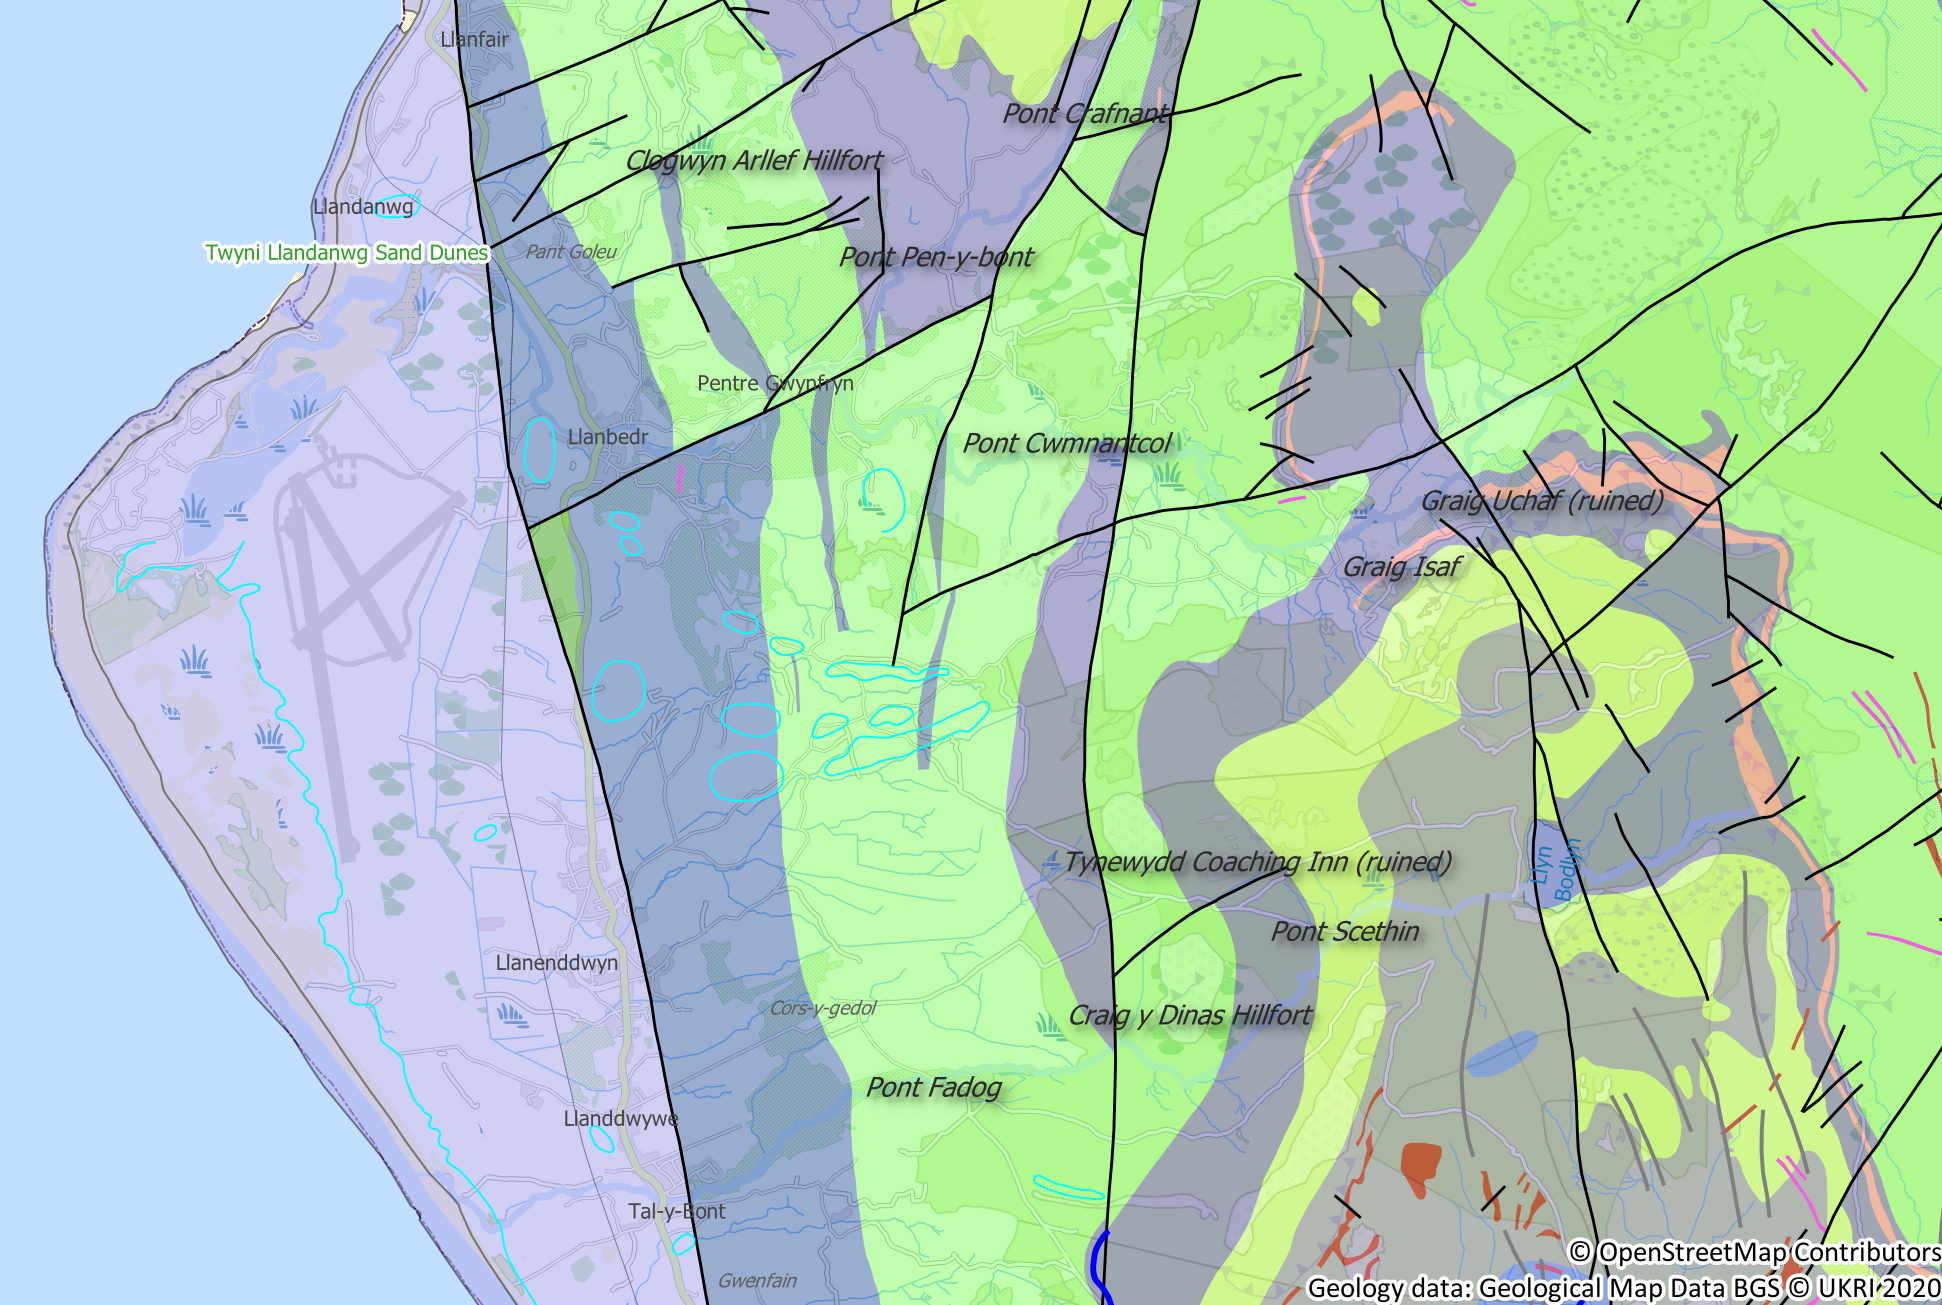 Llanfair
Pont Crafnant
Clogwyn Arllef Hillfort
Llandanwg
Twyni Llandanwg Sand Dunes
Pant Goleu
Pont Pen-y-bont
Pentre Gwynfryn
Llanbedr
Pont Cwmnantcol
Graig Uchaf (ruined)
Graig Isaf
Tynewydd Coaching Inn (ruined)
Llyn
Bodlyn
Pont Scethin
Llanenddwyn
Cors-y-gedol
Craig y Dinas Hillfort
Pont Fadog
Llanddwywe
Tal-y-Bont
Gwenfain
© OpenStreetMap Contributors
Geology data: Geological Map Data BGS © UKRI 2020